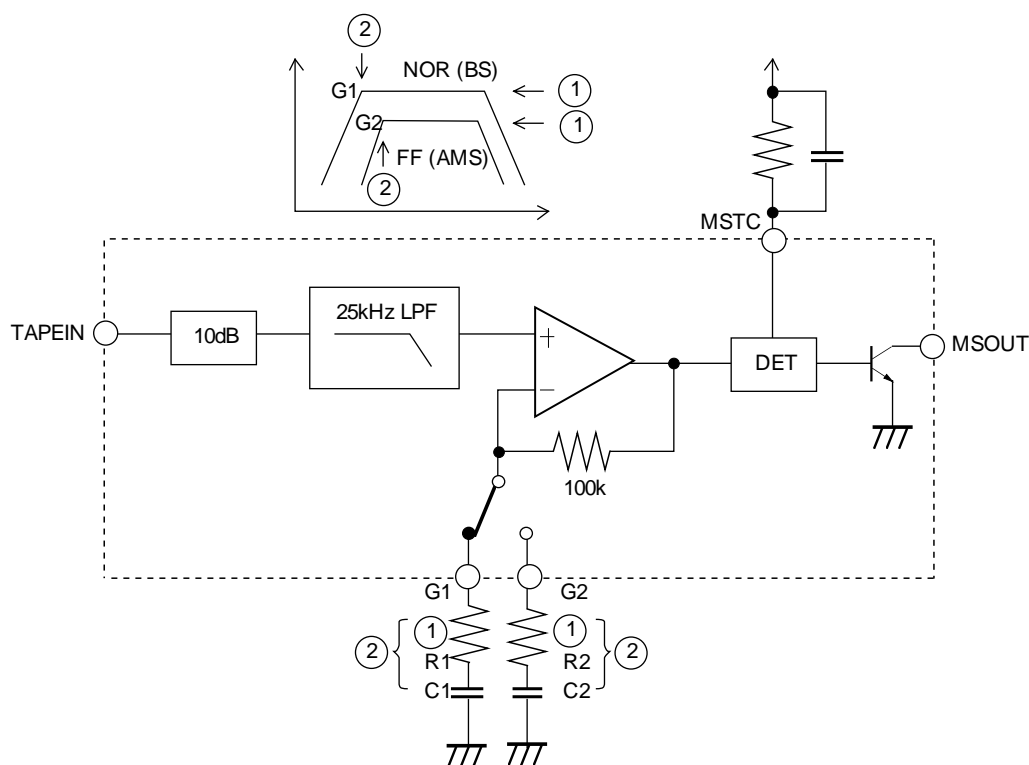 ②
NOR (BS)
G1
①
G2
①
FF (AMS)
②
MSTC
TAPEIN
10dB
25kHz LPF
+
−
DET
MSOUT
100k
G1
G2
①
①
②
R1
R2
②
C1
C2